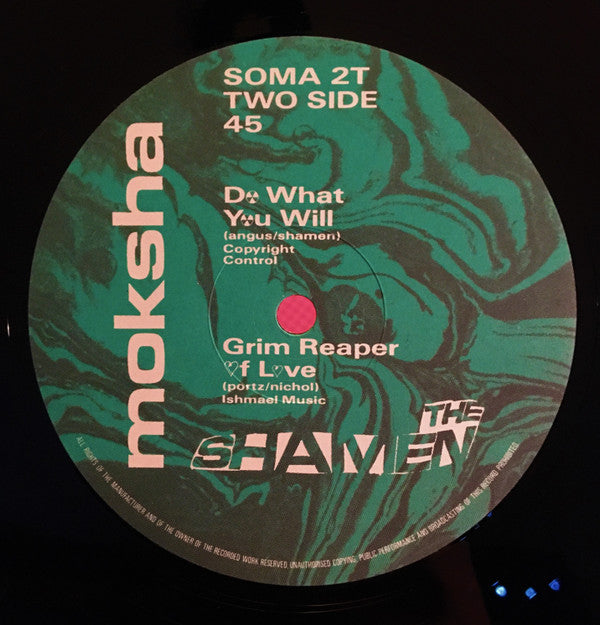 SOMA 2T
TWO SIDE
45
moksha
Do What
You Will
(angus/shamen)
Copyright
Control
Grim Reaper
Of Love
(portz/nichol)
Ishmael Music
THE
SHAMEN
ALL RIGHTS OF THE MANUFACTURER AND OF THE OWNER OF THE RECORDED WORK RESERVED. UNAUTHORISED COPYING, PUBLIC PERFORMANCE AND BROADCASTING OF THIS RECORD PROHIBITED